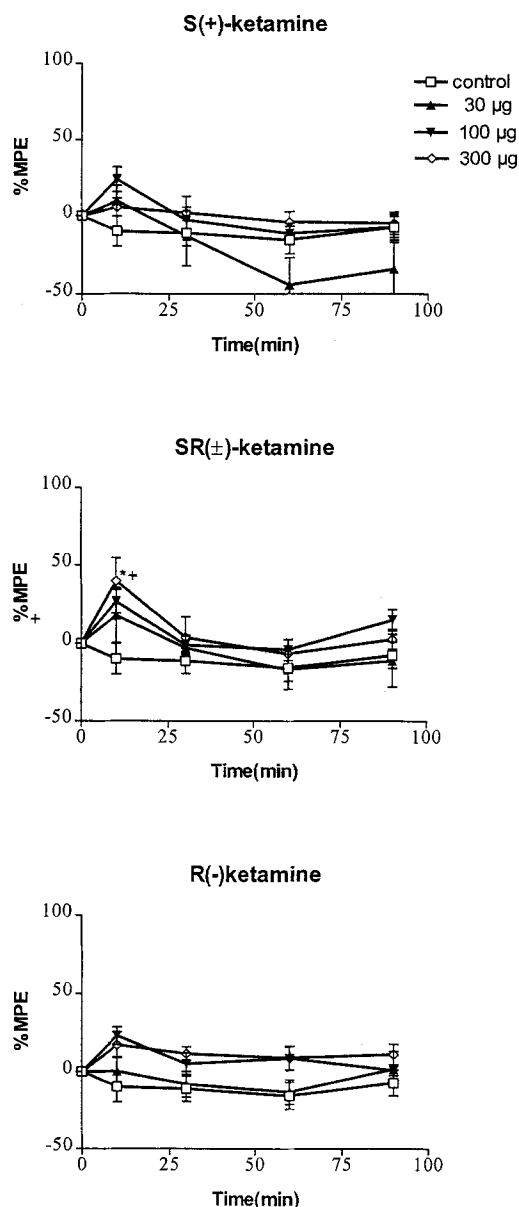 S(+)-ketamine
100
50
0
-50
%MPE
control
30 µg
100 µg
300 µg
0 25 50 75 100
Time(min)
SR(±)-ketamine
100
50
0
-50
%MPE
+
*+
0 25 50 75 100
Time(min)
R(-)ketamine
100
50
0
-50
%MPE
0 25 50 75 100
Time(min)